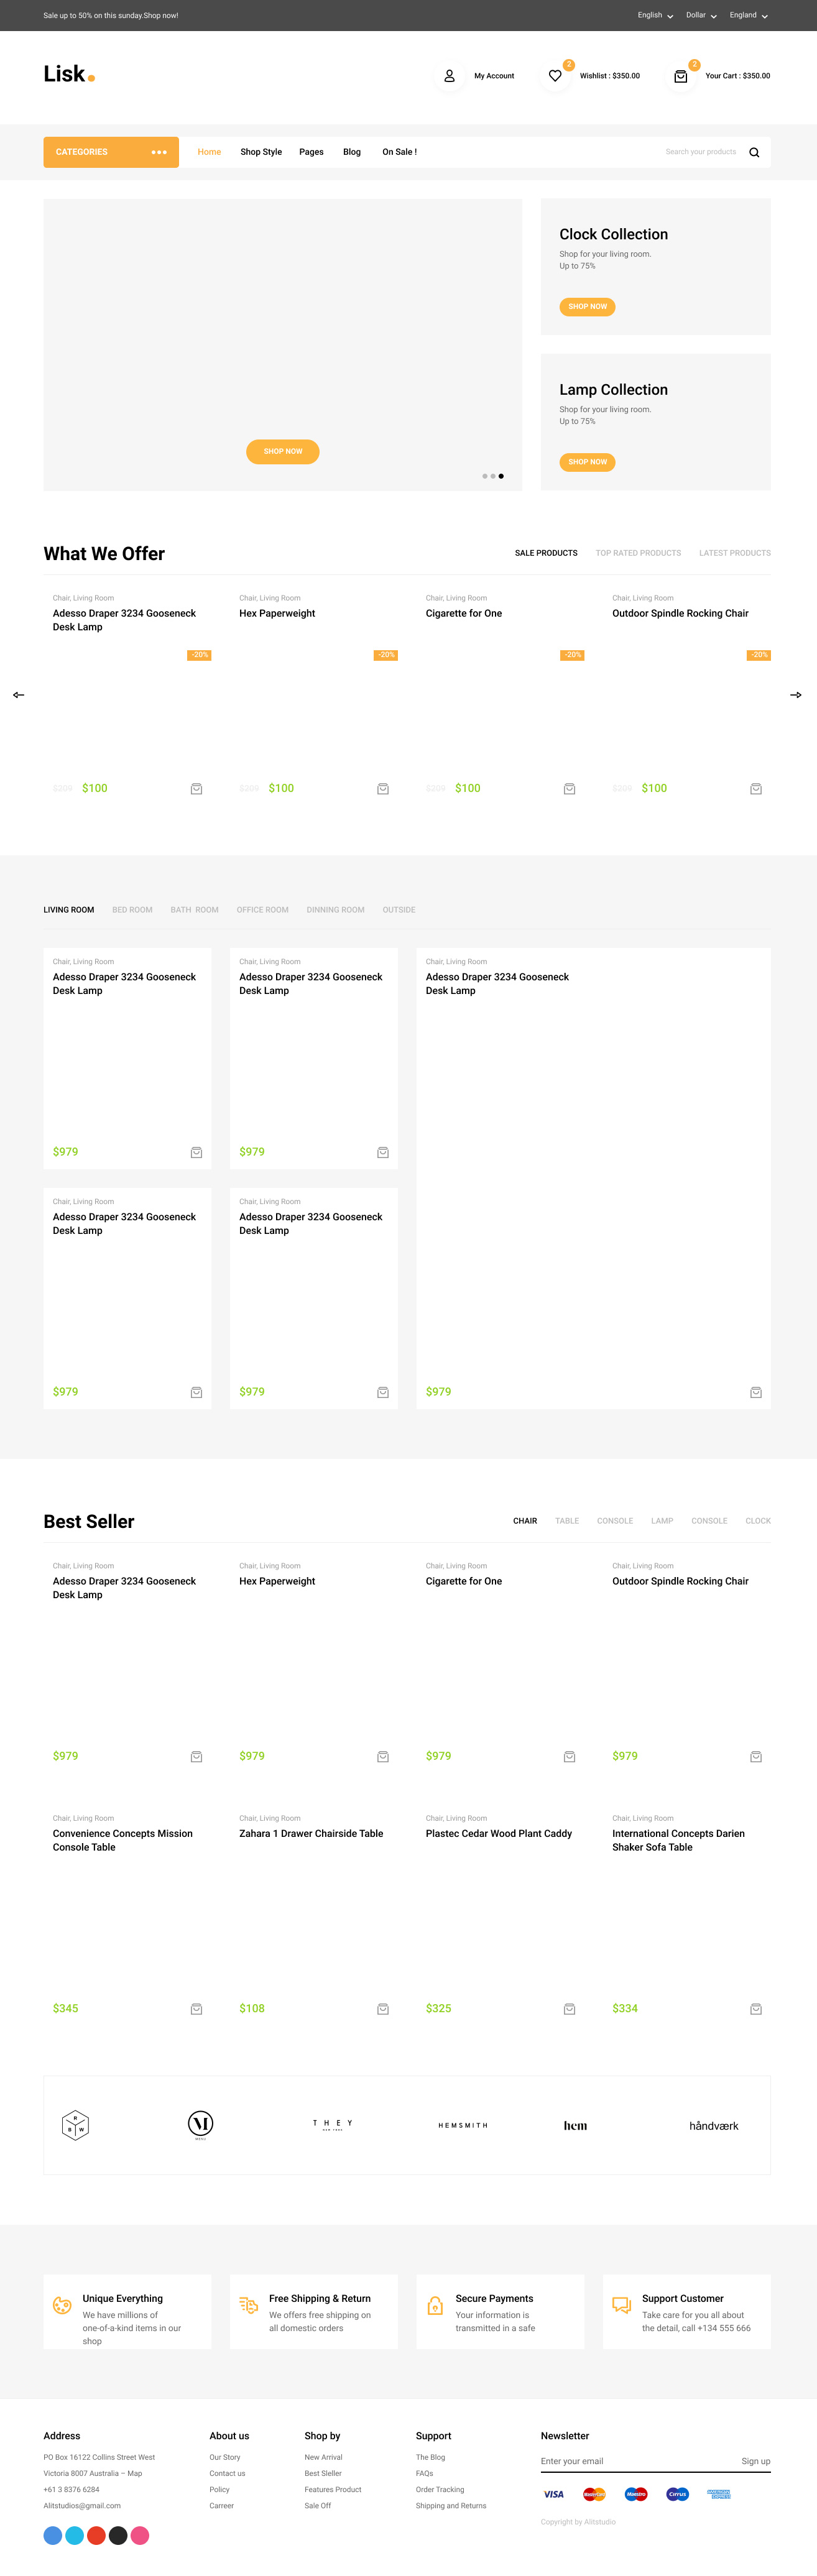 Sale up to 50% on this sunday.Shop now!
English Dollar England
Lisk.
My Account
2
Wishlist : $350.00
2
Your Cart : $350.00
CATEGORIES
Home Shop Style Pages Blog On Sale !
Search your products
SHOP NOW
Clock Collection
Shop for your living room.
Up to 75%
SHOP NOW
Lamp Collection
Shop for your living room.
Up to 75%
SHOP NOW
What We Offer
SALE PRODUCTS TOP RATED PRODUCTS LATEST PRODUCTS
Chair, Living Room
Adesso Draper 3234 Gooseneck
Desk Lamp
-20%
$209 $100
Chair, Living Room
Hex Paperweight
-20%
$209 $100
Chair, Living Room
Cigarette for One
-20%
$209 $100
Chair, Living Room
Outdoor Spindle Rocking Chair
-20%
$209 $100
LIVING ROOM BED ROOM BATH ROOM OFFICE ROOM DINNING ROOM OUTSIDE
Chair, Living Room
Adesso Draper 3234 Gooseneck
Desk Lamp
$979
Chair, Living Room
Adesso Draper 3234 Gooseneck
Desk Lamp
$979
Chair, Living Room
Adesso Draper 3234 Gooseneck
Desk Lamp
$979
Chair, Living Room
Adesso Draper 3234 Gooseneck
Desk Lamp
$979
Chair, Living Room
Adesso Draper 3234 Gooseneck
Desk Lamp
$979
Best Seller
CHAIR TABLE CONSOLE LAMP CONSOLE CLOCK
Chair, Living Room
Adesso Draper 3234 Gooseneck
Desk Lamp
$979
Chair, Living Room
Hex Paperweight
$979
Chair, Living Room
Cigarette for One
$979
Chair, Living Room
Outdoor Spindle Rocking Chair
$979
Chair, Living Room
Convenience Concepts Mission
Console Table
$345
Chair, Living Room
Zahara 1 Drawer Chairside Table
$108
Chair, Living Room
Plastec Cedar Wood Plant Caddy
$325
Chair, Living Room
International Concepts Darien
Shaker Sofa Table
$334
R
B W
M
MENU
THEY
NEW YORK
HEMSMITH
hem
håndværk
Unique Everything
We have millions of
one-of-a-kind items in our
shop
Free Shipping & Return
We offers free shipping on
all domestic orders
Secure Payments
Your information is
transmitted in a safe
Support Customer
Take care for you all about
the detail, call +134 555 666
Address
PO Box 16122 Collins Street West
Victoria 8007 Australia – Map
+61 3 8376 6284
Alitstudios@gmail.com
About us
Our Story
Contact us
Policy
Carreer
Shop by
New Arrival
Best Sleller
Features Product
Sale Off
Support
The Blog
FAQs
Order Tracking
Shipping and Returns
Newsletter
Enter your email Sign up
VISA MasterCard Maestro Cirrus AMERICAN EXPRESS
Copyright by Alitstudio